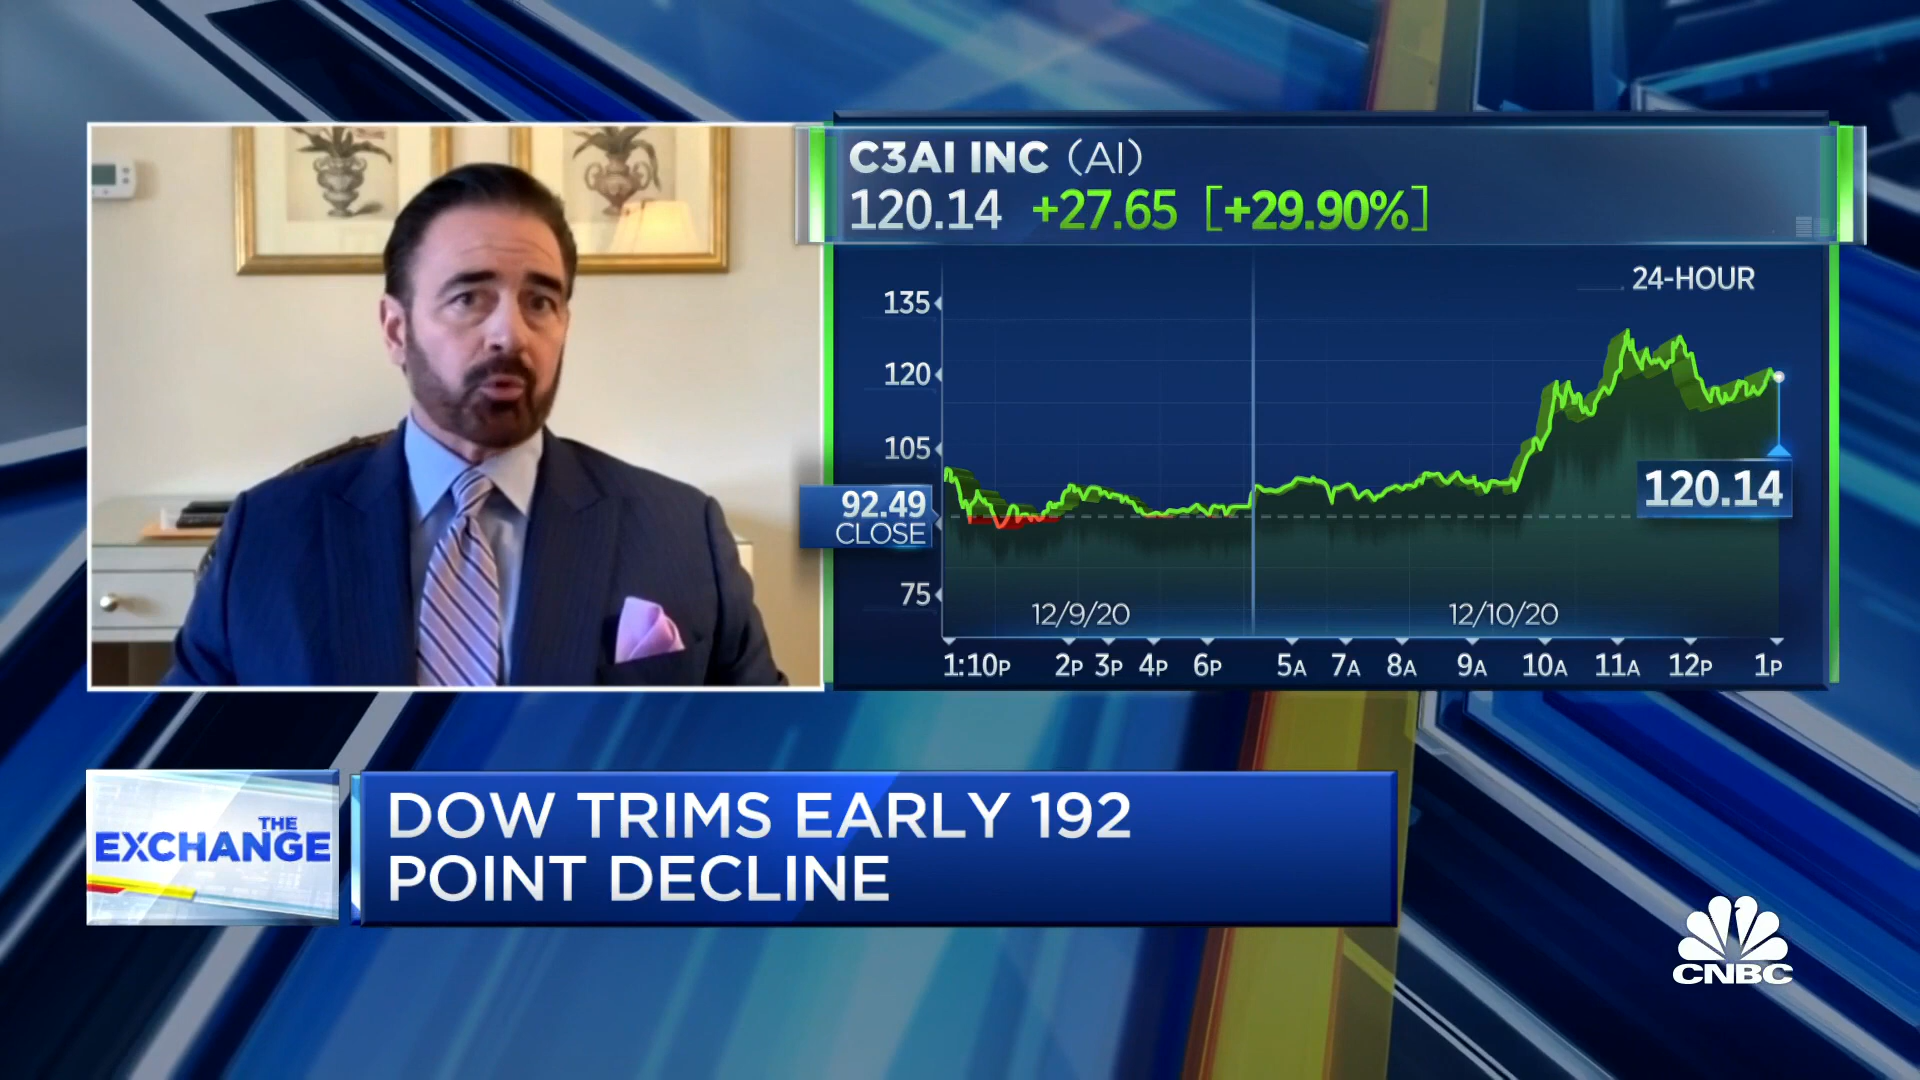 C3AI INC (AI)
120.14 +27.65 [+29.90%]
24-HOUR
135
120
105
92.49
CLOSE
75
120.14
12/9/20
12/10/20
1:10P 2P 3P 4P 6P 5A 7A 8A 9A 10A 11A 12P 1P
THE
EXCHANGE
DOW TRIMS EARLY 192
POINT DECLINE
CNBC